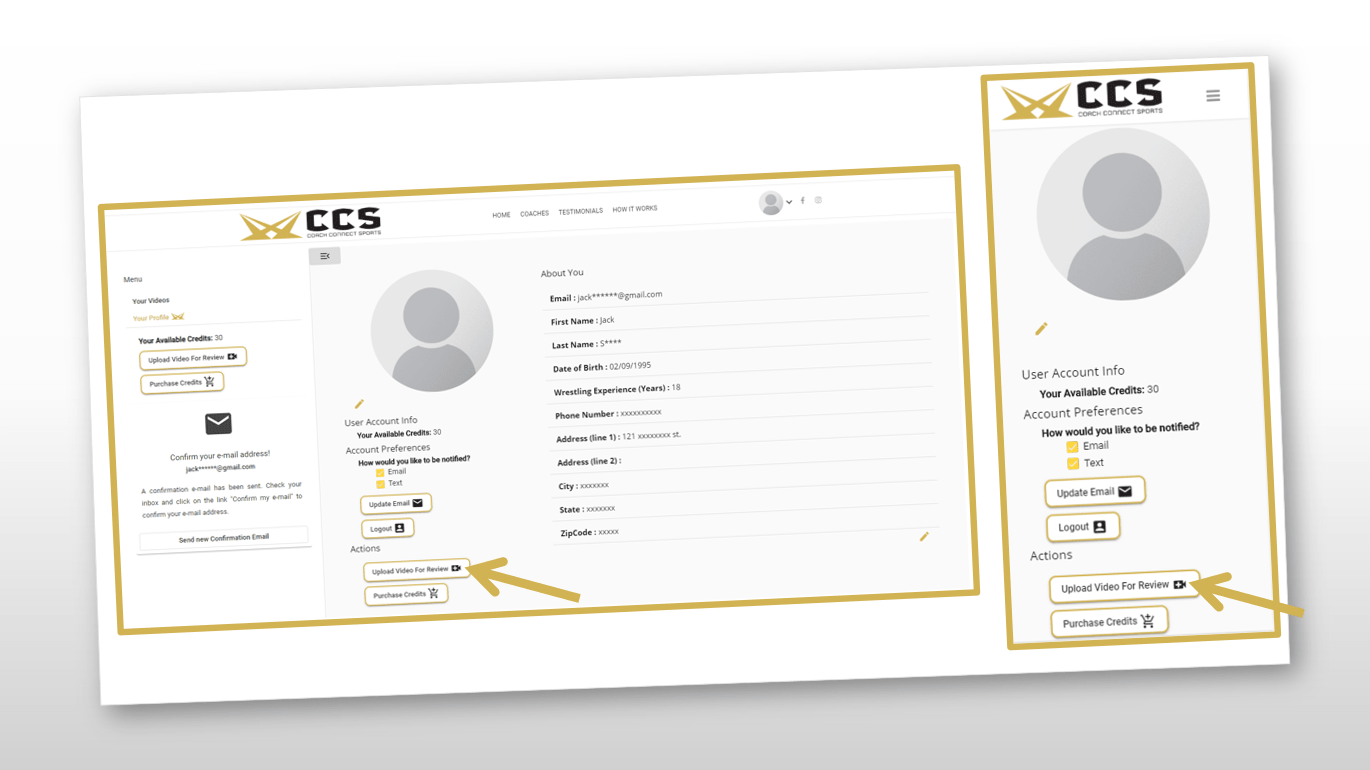 CCS
COACH CONNECT SPORTS
HOME COACHES TESTIMONIALS HOW IT WORKS
Menu
Your Videos
Your Profile
Your Available Credits: 30
Upload Video For Review
Purchase Credits
Confirm your e-mail address!
jack******@gmail.com
A confirmation e-mail has been sent. Check your
inbox and click on the link "Confirm my e-mail" to
confirm your e-mail address.
Send new Confirmation Email
User Account Info
Your Available Credits: 30
Account Preferences
How would you like to be notified?
Email
Text
Update Email
Logout
Actions
Upload Video For Review
Purchase Credits
About You
Email : jack******@gmail.com
First Name : Jack
Last Name : S****
Date of Birth : 02/09/1995
Wrestling Experience (Years) : 18
Phone Number : xxxxxxxxxx
Address (line 1) : 121 xxxxxxxx st.
Address (line 2) :
City : xxxxxxx
State : xxxxxxx
ZipCode : xxxxx
CCS
COACH CONNECT SPORTS
User Account Info
Your Available Credits: 30
Account Preferences
How would you like to be notified?
Email
Text
Update Email
Logout
Actions
Upload Video For Review
Purchase Credits